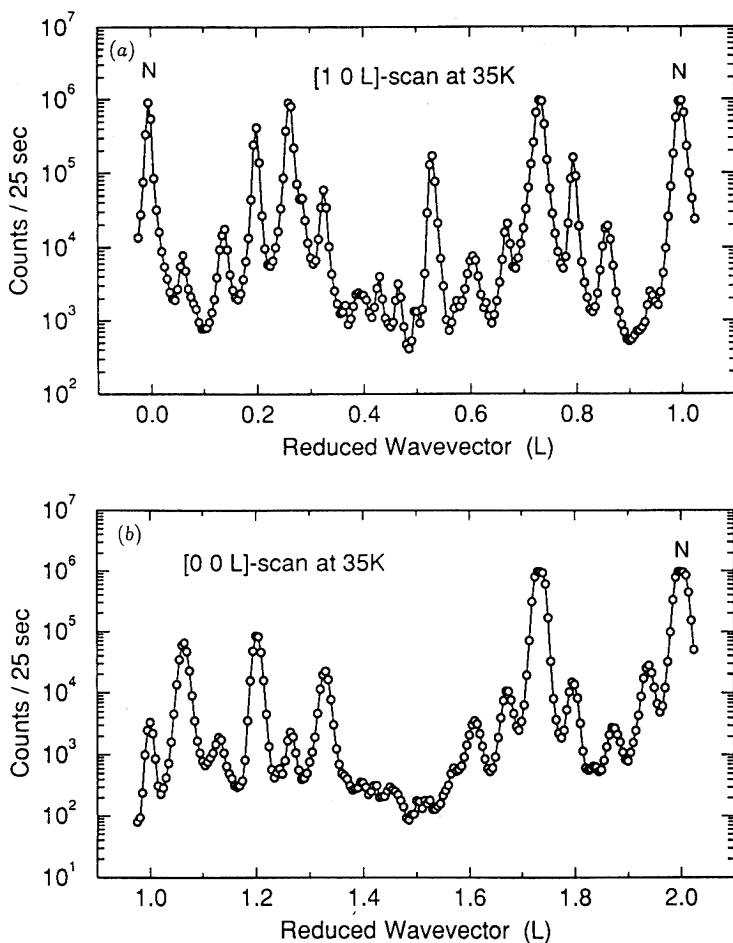 (a)
N
[1 0 L]-scan at 35K
N
10^7
10^6
10^5
10^4
10^3
10^2
Counts / 25 sec
0.0 0.2 0.4 0.6 0.8 1.0
Reduced Wavevector (L)
(b)
[0 0 L]-scan at 35K
N
10^7
10^6
10^5
10^4
10^3
10^2
10^1
Counts / 25 sec
1.0 1.2 1.4 1.6 1.8 2.0
Reduced Wavevector (L)